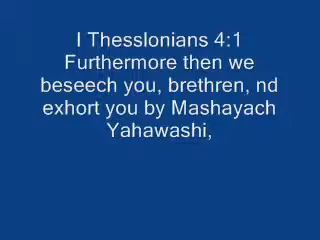 I Thesslonians 4:1
Furthermore then we
beseech you, brethren, nd
exhort you by Mashayach
Yahawashi,